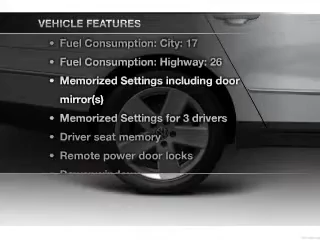 VEHICLE FEATURES
• Fuel Consumption: City: 17
• Fuel Consumption: Highway: 26
• Memorized Settings including door
mirror(s)
• Memorized Settings for 3 drivers
• Driver seat memory
• Remote power door locks